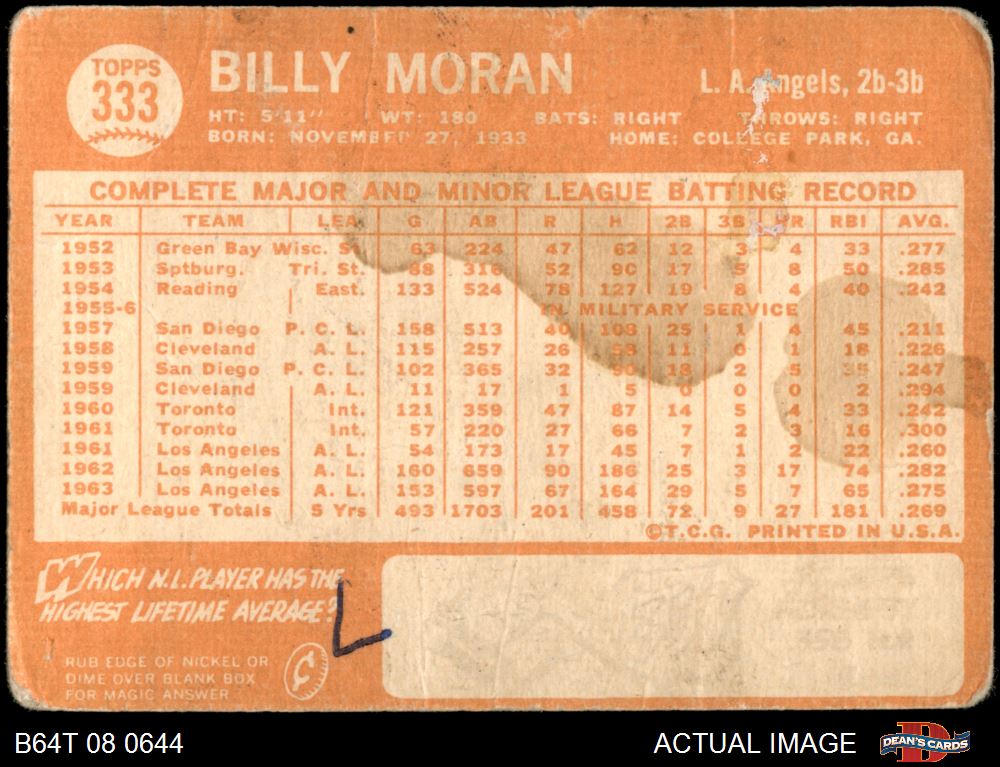 TOPPS
333
BILLY MORAN
L. A. Angels, 2b-3b
HT: 5'11" WT: 180 BATS: RIGHT THROWS: RIGHT
BORN: NOVEMBER 27, 1933 HOME: COLLEGE PARK, GA.
COMPLETE MAJOR AND MINOR LEAGUE BATTING RECORD
YEAR TEAM LEA. G AB R H 2B 3B HR RBI AVG.
1952 Green Bay Wisc. St. 63 224 47 62 12 3 4 33 .277
1953 Sptburg. Tri. St. 88 316 52 90 17 5 8 50 .285
1954 Reading East. 133 524 78 127 19 8 4 40 .242
1955-6 IN MILITARY SERVICE
1957 San Diego P. C. L. 158 513 40 108 25 1 4 45 .211
1958 Cleveland A. L. 115 257 26 58 11 0 1 18 .226
1959 San Diego P. C. L. 102 365 32 90 18 2 5 35 .247
1959 Cleveland A. L. 11 17 1 5 0 0 0 2 .294
1960 Toronto Int. 121 359 47 87 14 5 4 33 .242
1961 Toronto Int. 57 220 27 66 7 2 3 16 .300
1961 Los Angeles A. L. 54 173 17 45 7 1 2 22 .260
1962 Los Angeles A. L. 160 659 90 186 25 3 17 74 .282
1963 Los Angeles A. L. 153 597 67 164 29 5 7 65 .275
Major League Totals 5 Yrs 493 1703 201 458 72 9 27 181 .269
©T.C.G. PRINTED IN U.S.A.
WHICH N.L. PLAYER HAS THE
HIGHEST LIFETIME AVERAGE?
L
RUB EDGE OF NICKEL OR
DIME OVER BLANK BOX
FOR MAGIC ANSWER
¢
B64T 08 0644
ACTUAL IMAGE
DEAN'S CARDS